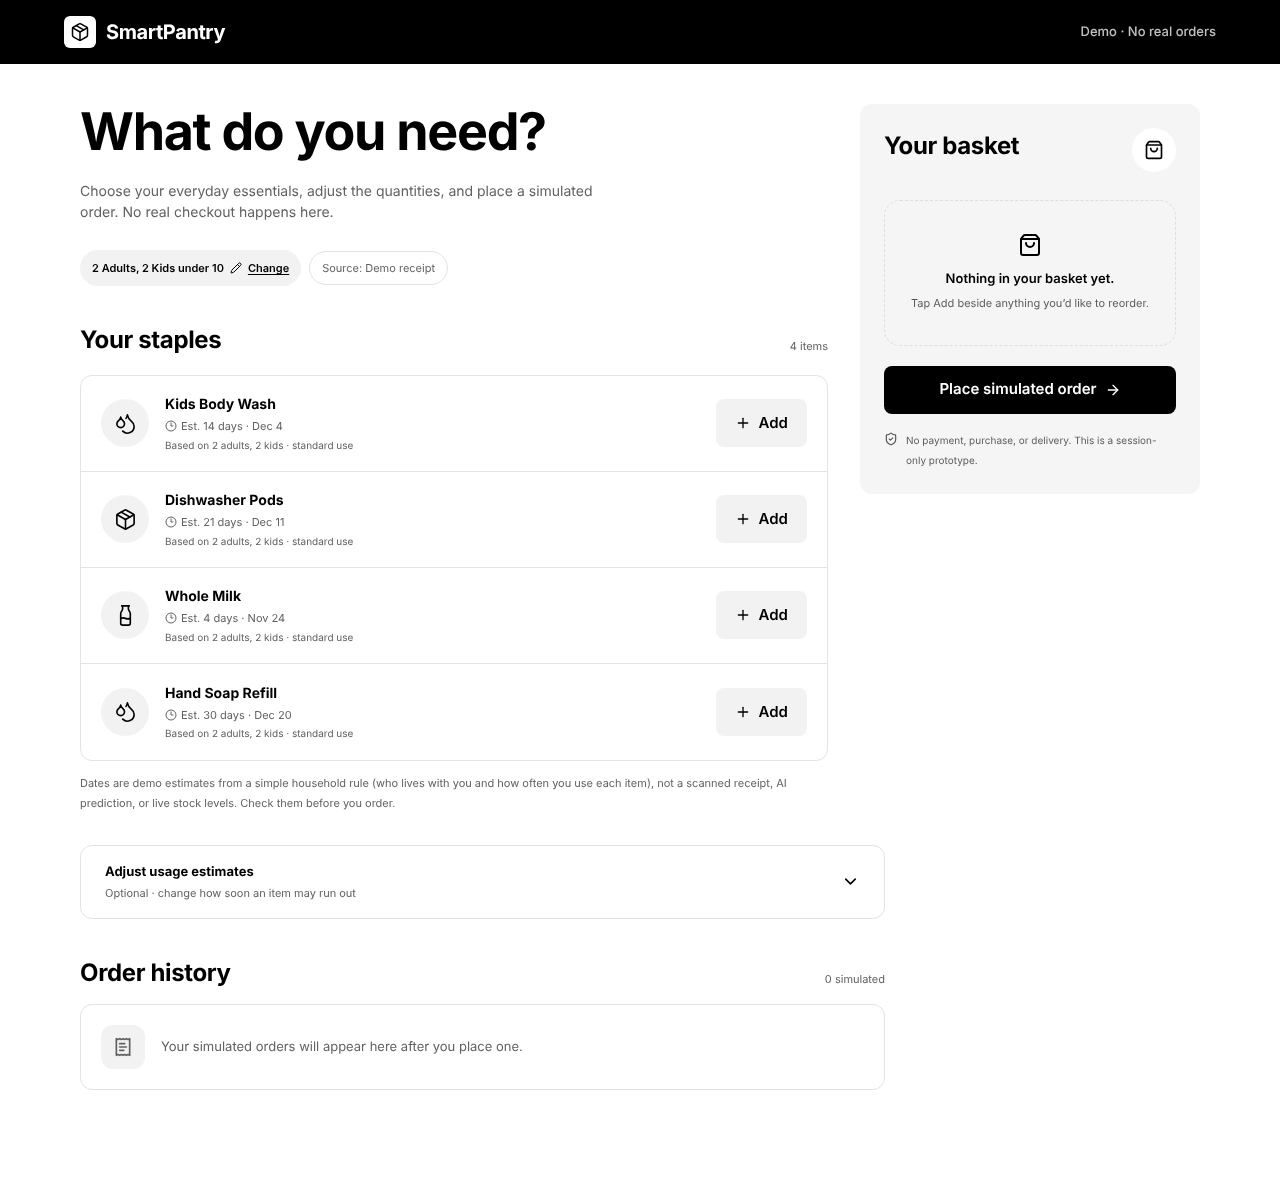 SmartPantry
Demo · No real orders
What do you need?
Choose your everyday essentials, adjust the quantities, and place a simulated
order. No real checkout happens here.
2 Adults, 2 Kids under 10 Change
Source: Demo receipt
Your staples
4 items
Kids Body Wash
Est. 14 days · Dec 4
Based on 2 adults, 2 kids · standard use
Add
Dishwasher Pods
Est. 21 days · Dec 11
Based on 2 adults, 2 kids · standard use
Add
Whole Milk
Est. 4 days · Nov 24
Based on 2 adults, 2 kids · standard use
Add
Hand Soap Refill
Est. 30 days · Dec 20
Based on 2 adults, 2 kids · standard use
Add
Dates are demo estimates from a simple household rule (who lives with you and how often you use each item), not a scanned receipt, AI
prediction, or live stock levels. Check them before you order.
Adjust usage estimates
Optional · change how soon an item may run out
Order history
0 simulated
Your simulated orders will appear here after you place one.
Your basket
Nothing in your basket yet.
Tap Add beside anything you’d like to reorder.
Place simulated order
No payment, purchase, or delivery. This is a session-
only prototype.